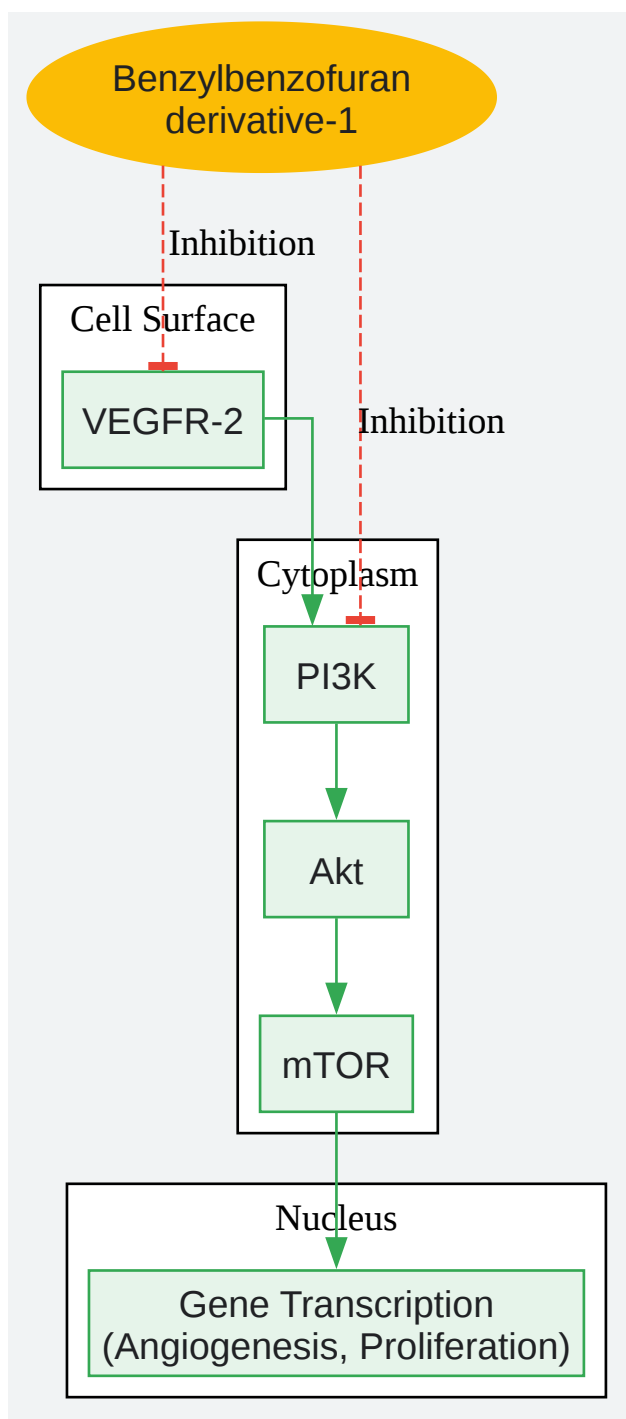 Benzylbenzofuran
derivative-1
Inhibition
Cell Surface
VEGFR-2
Inhibition
Cytoplasm
PI3K
Akt
mTOR
Nucleus
Gene Transcription
(Angiogenesis, Proliferation)